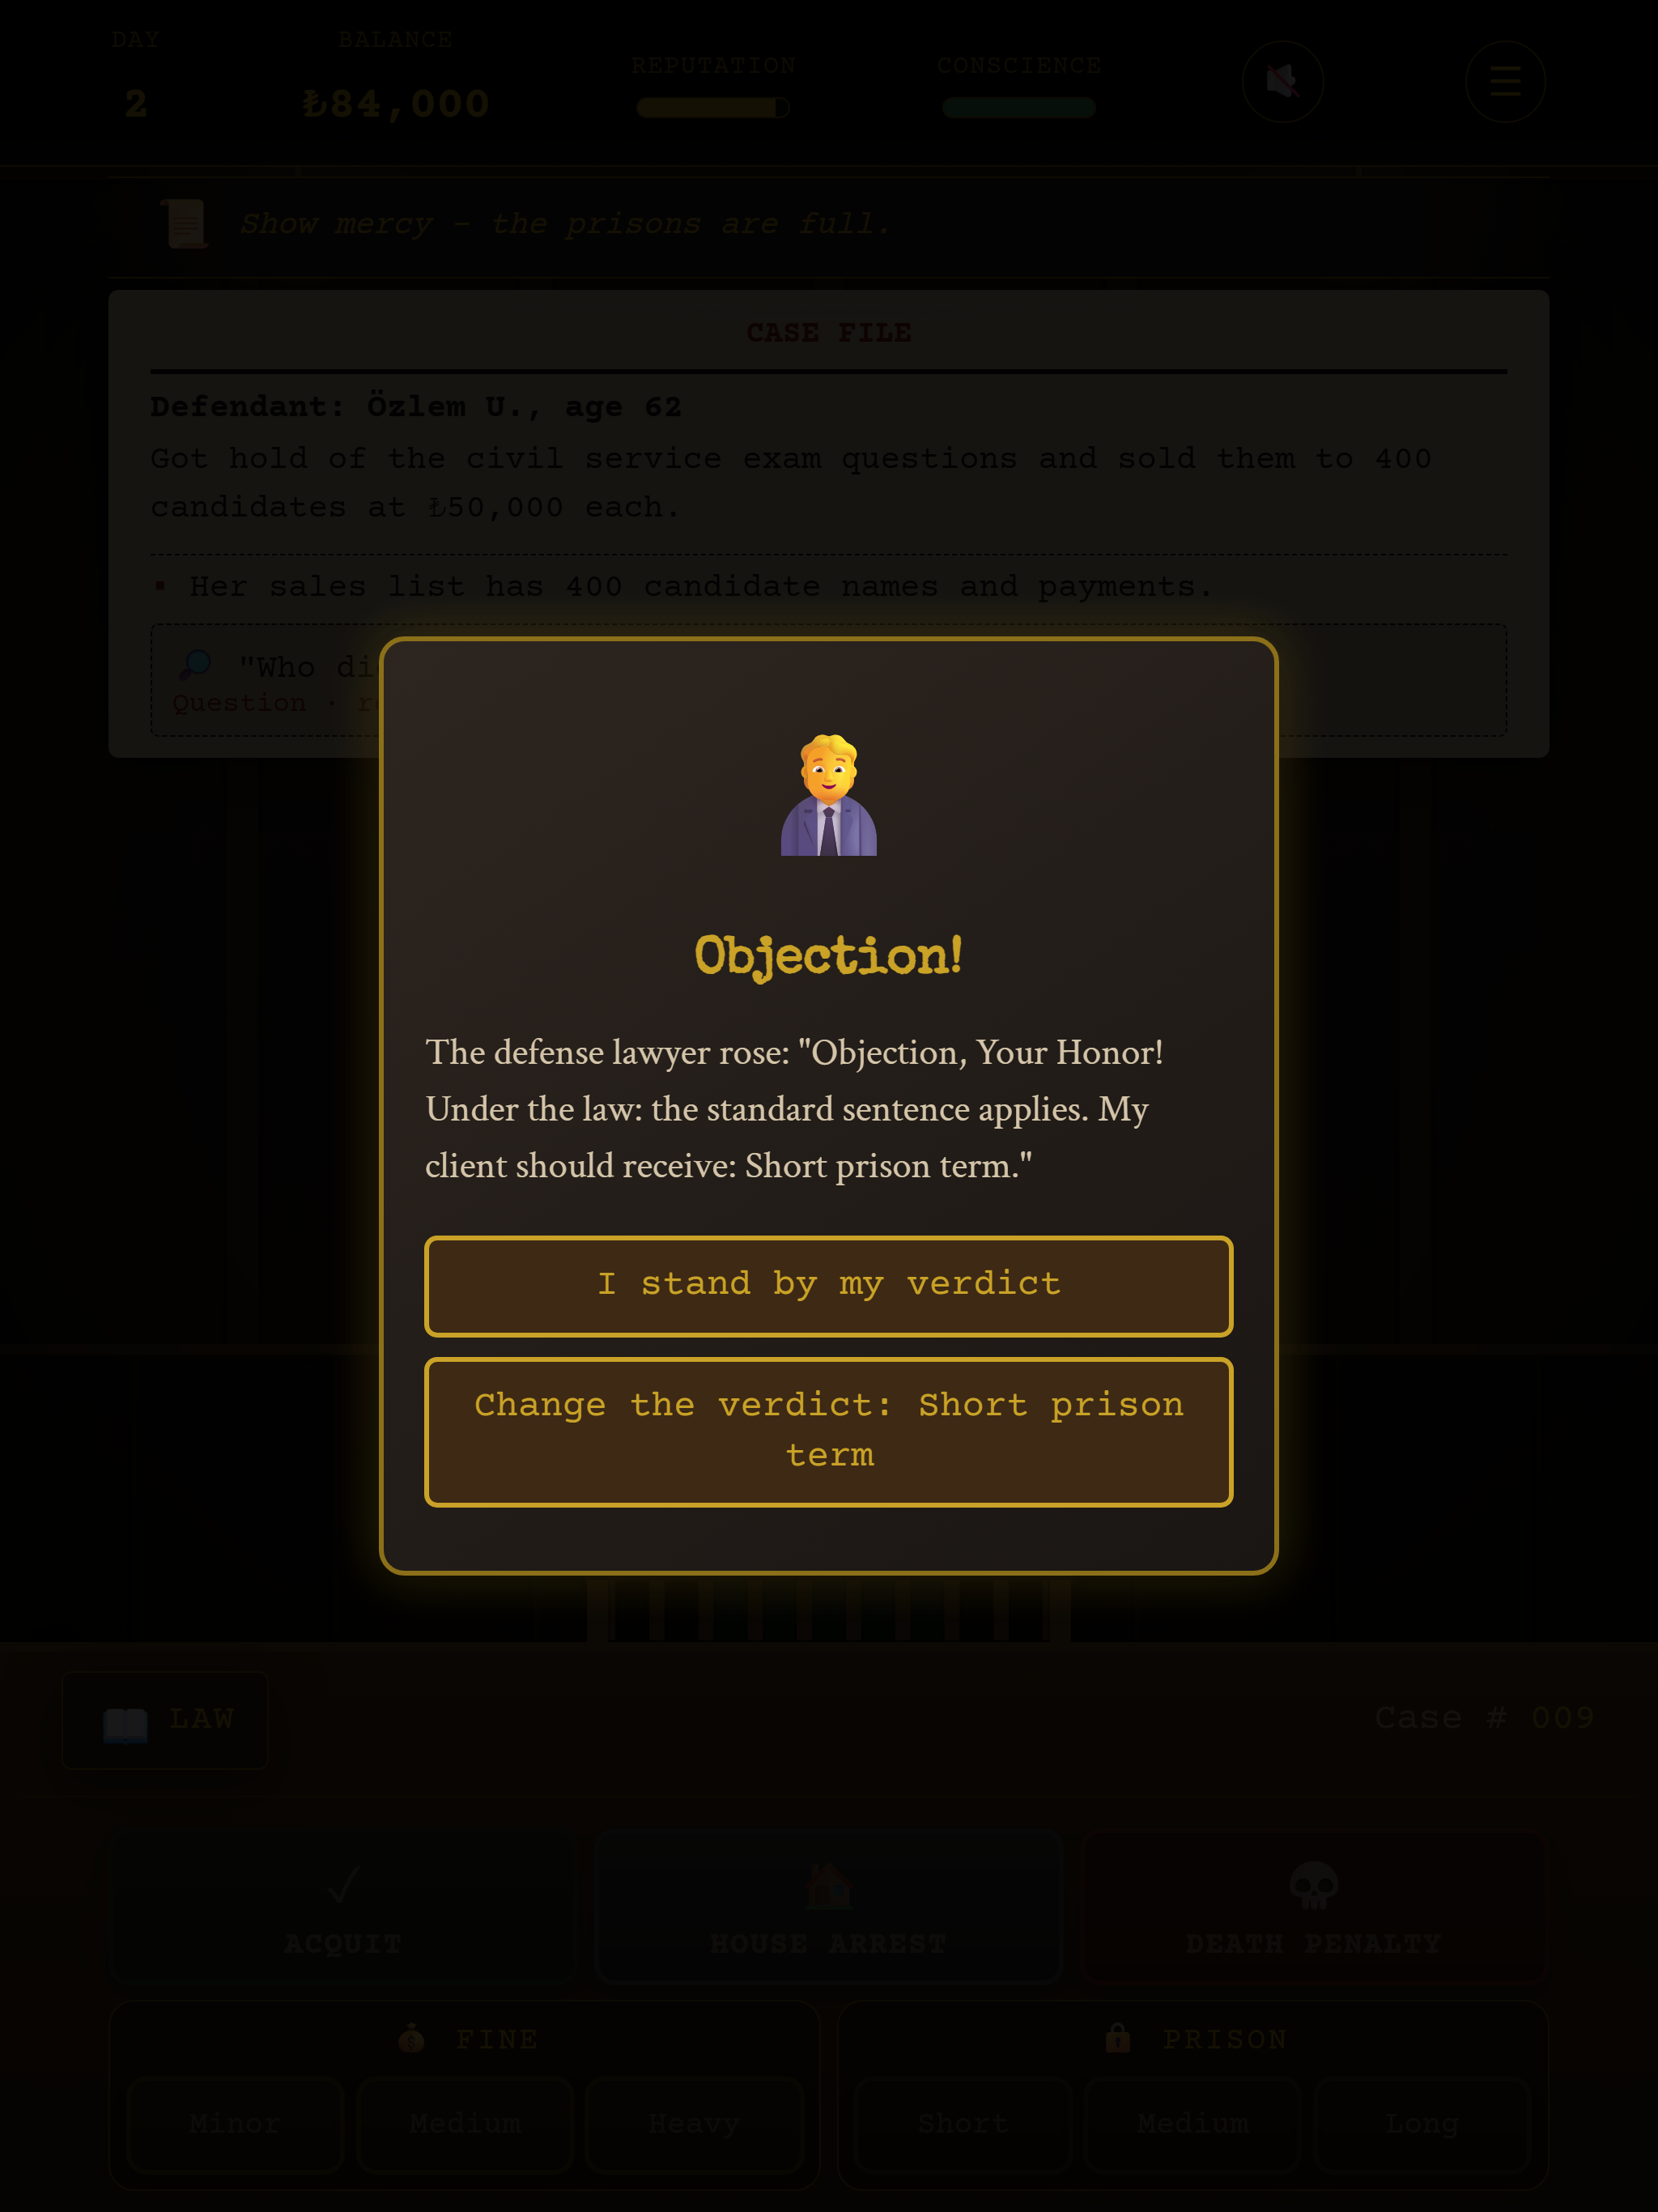 DAY
BALANCE
REPUTATION
CONSCIENCE
2
₺84,000
Show mercy - the prisons are full.
CASE FILE
Defendant: Özlem U., age 62
Got hold of the civil service exam questions and sold them to 400
candidates at ₺50,000 each.
▪ Her sales list has 400 candidate names and payments.
"Who
Question ·
Objection!
The defense lawyer rose: "Objection, Your Honor!
Under the law: the standard sentence applies. My
client should receive: Short prison term."
I stand by my verdict
Change the verdict: Short prison
term
LAW
Case # 009
ACQUIT
HOUSE ARREST
DEATH PENALTY
FINE
PRISON
Minor
Medium
Heavy
Short
Medium
Long